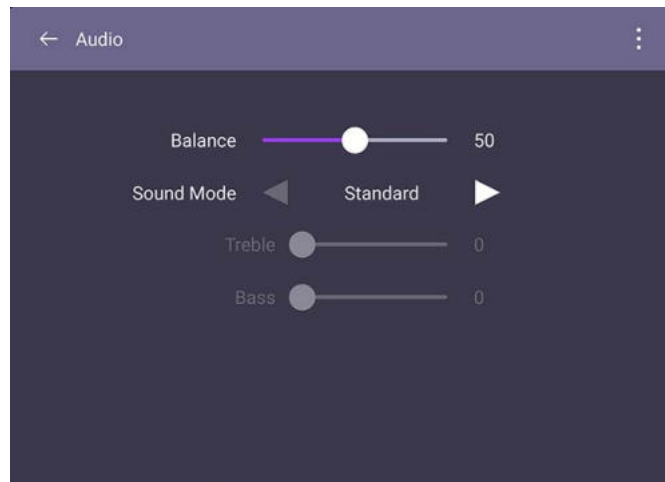 Audio
Balance 50
Sound Mode Standard
Treble 0
Bass 0